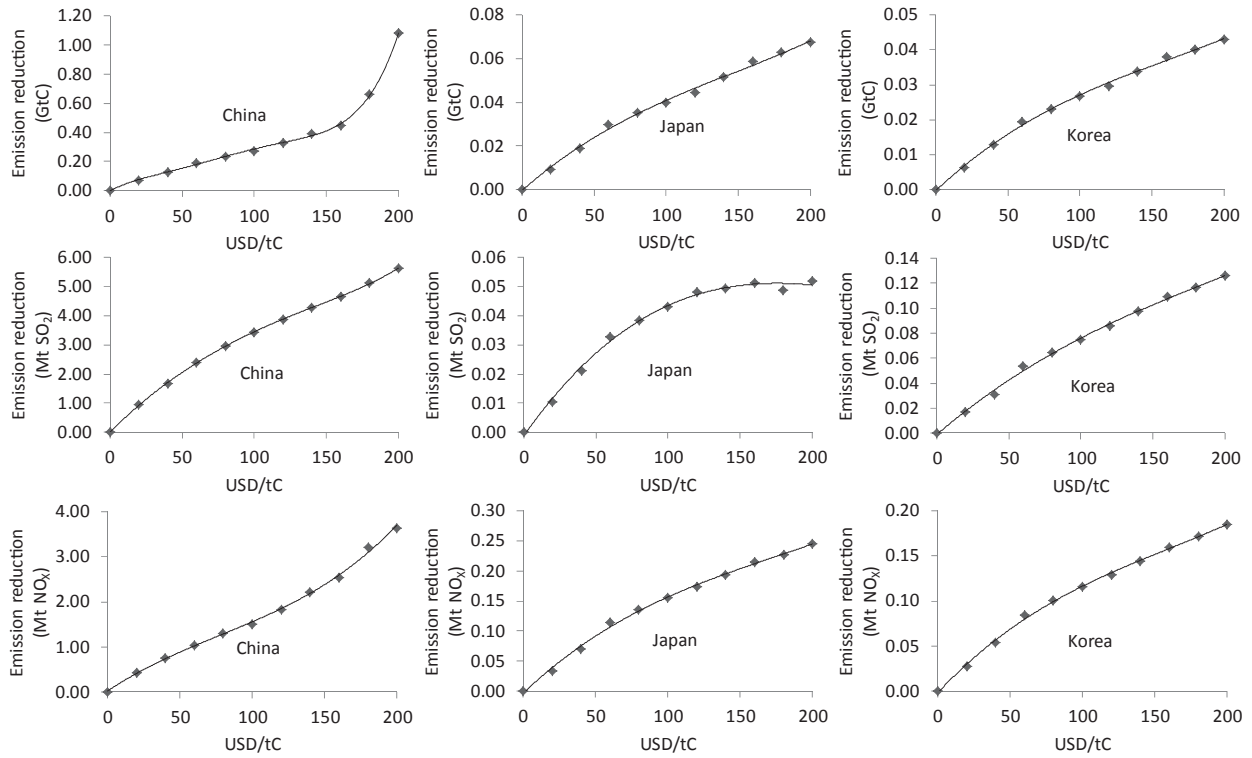 Emission reduction
(GtC)
1.20
1.00
0.80
0.60
0.40
0.20
0.00
China
0 50 100 150 200
USD/tC
Emission reduction
(GtC)
0.08
0.06
0.04
0.02
0.00
Japan
0 50 100 150 200
USD/tC
Emission reduction
(GtC)
0.05
0.04
0.03
0.02
0.01
0.00
Korea
0 50 100 150 200
USD/tC
Emission reduction
(Mt SO₂)
6.00
5.00
4.00
3.00
2.00
1.00
0.00
China
0 50 100 150 200
USD/tC
Emission reduction
(Mt SO₂)
0.06
0.05
0.04
0.03
0.02
0.01
0.00
Japan
0 50 100 150 200
USD/tC
Emission reduction
(Mt SO₂)
0.14
0.12
0.10
0.08
0.06
0.04
0.02
0.00
Korea
0 50 100 150 200
USD/tC
Emission reduction
(Mt NOₓ)
4.00
3.00
2.00
1.00
0.00
China
0 50 100 150 200
USD/tC
Emission reduction
(Mt NOₓ)
0.30
0.25
0.20
0.15
0.10
0.05
0.00
Japan
0 50 100 150 200
USD/tC
Emission reduction
(Mt NOₓ)
0.20
0.15
0.10
0.05
0.00
Korea
0 50 100 150 200
USD/tC